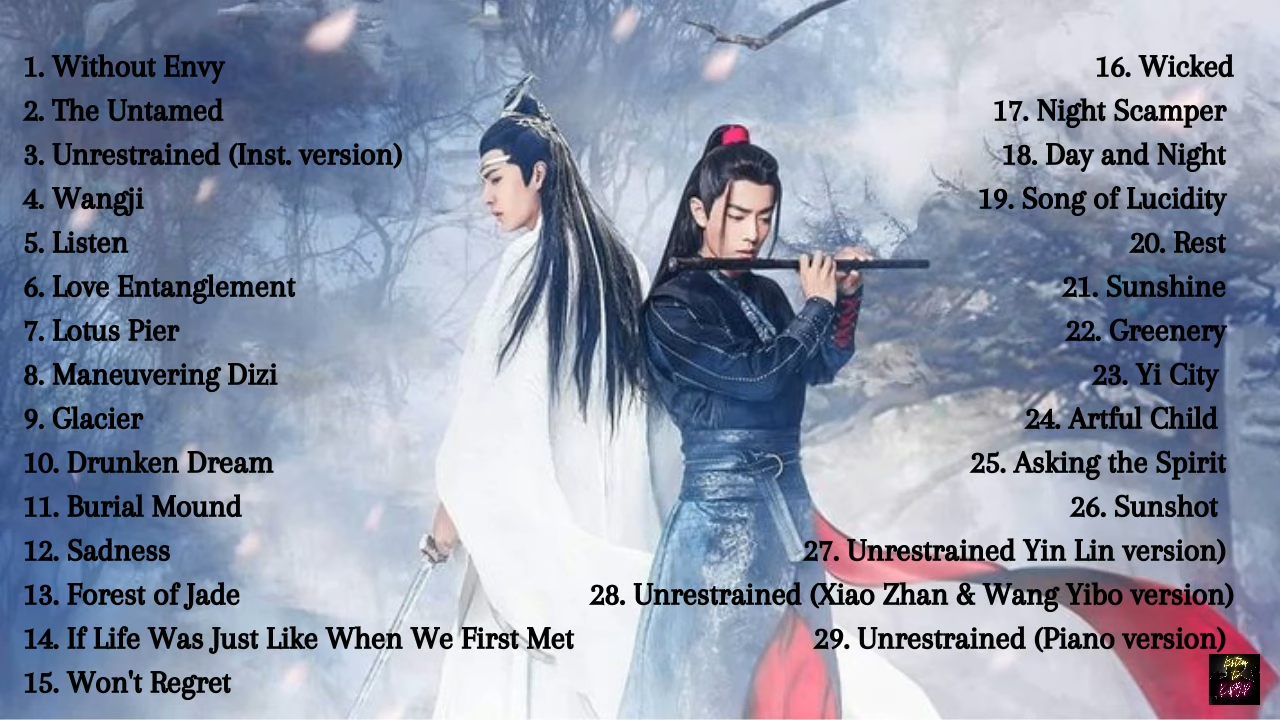 1. Without Envy
2. The Untamed
3. Unrestrained (Inst. version)
4. Wangji
5. Listen
6. Love Entanglement
7. Lotus Pier
8. Maneuvering Dizi
9. Glacier
10. Drunken Dream
11. Burial Mound
12. Sadness
13. Forest of Jade
14. If Life Was Just Like When We First Met
15. Won't Regret
16. Wicked
17. Night Scamper
18. Day and Night
19. Song of Lucidity
20. Rest
21. Sunshine
22. Greenery
23. Yi City
24. Artful Child
25. Asking the Spirit
26. Sunshot
27. Unrestrained Yin Lin version)
28. Unrestrained (Xiao Zhan & Wang Yibo version)
29. Unrestrained (Piano version)